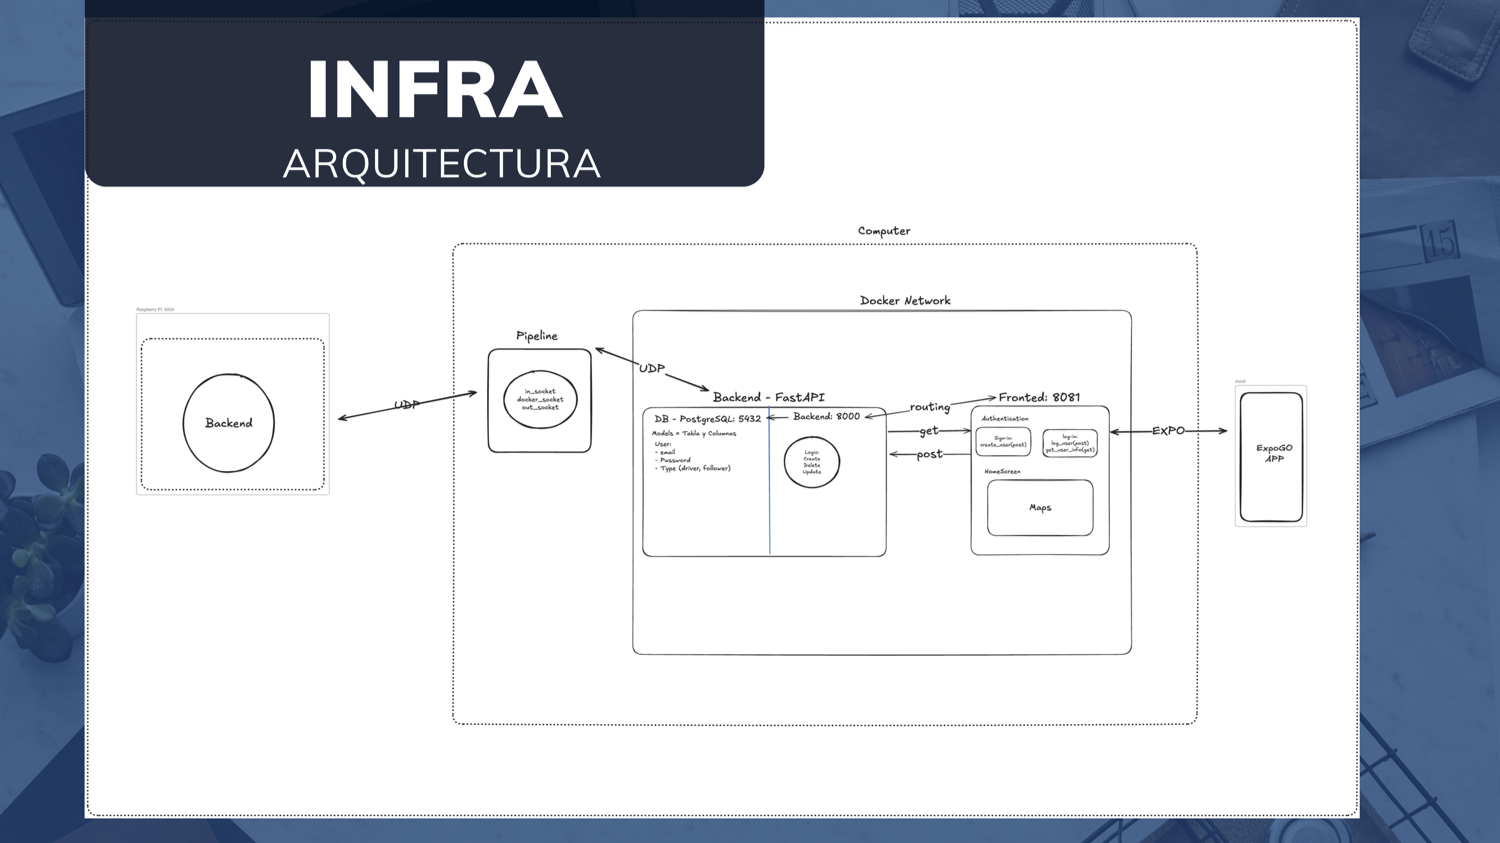 INFRA
ARQUITECTURA
Computer
Docker Network
Raspberry Pi: 5004
Backend
UDP
Pipeline
in_socket
docker_socket
out_socket
UDP
Backend - FastAPI
DB - PostgreSQL: 5432
Models = Tabla y Columnas
User:
- email
- Password
- Type (driver, follower)
Backend: 8000
Logic:
Create
Delete
Update
routing
get
post
Fronted: 8081
Authentication
Sign-in:
create_user(post)
log-in:
log_user(post)
get_user_info(get)
HomeScreen
Maps
EXPO
ExpoGO
APP
15